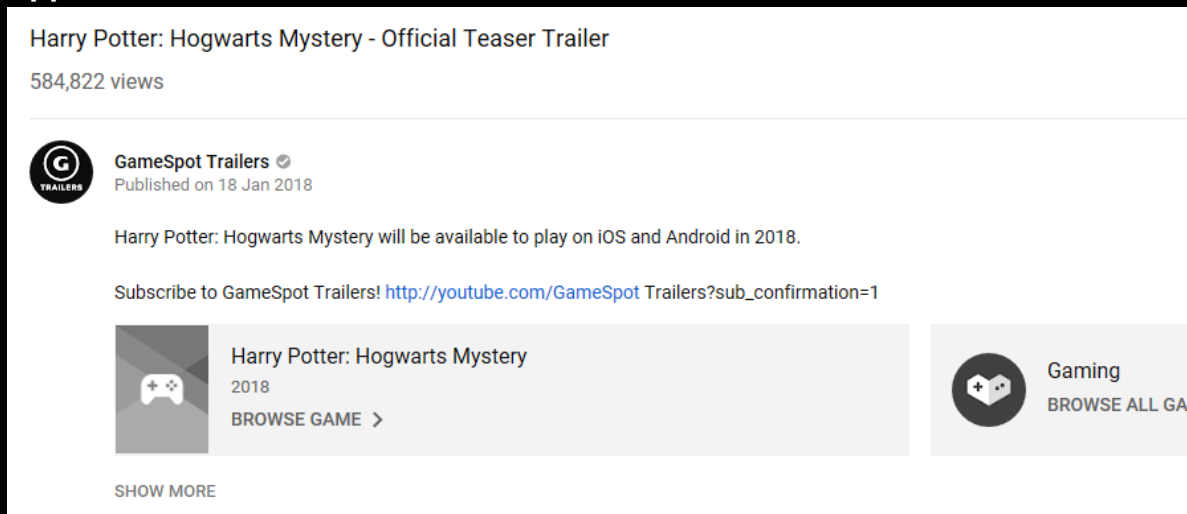 Harry Potter: Hogwarts Mystery - Official Teaser Trailer
584,822 views
G
TRAILERS
GameSpot Trailers
Published on 18 Jan 2018
Harry Potter: Hogwarts Mystery will be available to play on iOS and Android in 2018.
Subscribe to GameSpot Trailers! http://youtube.com/GameSpot Trailers?sub_confirmation=1
Harry Potter: Hogwarts Mystery
2018
BROWSE GAME
Gaming
BROWSE ALL GA
SHOW MORE